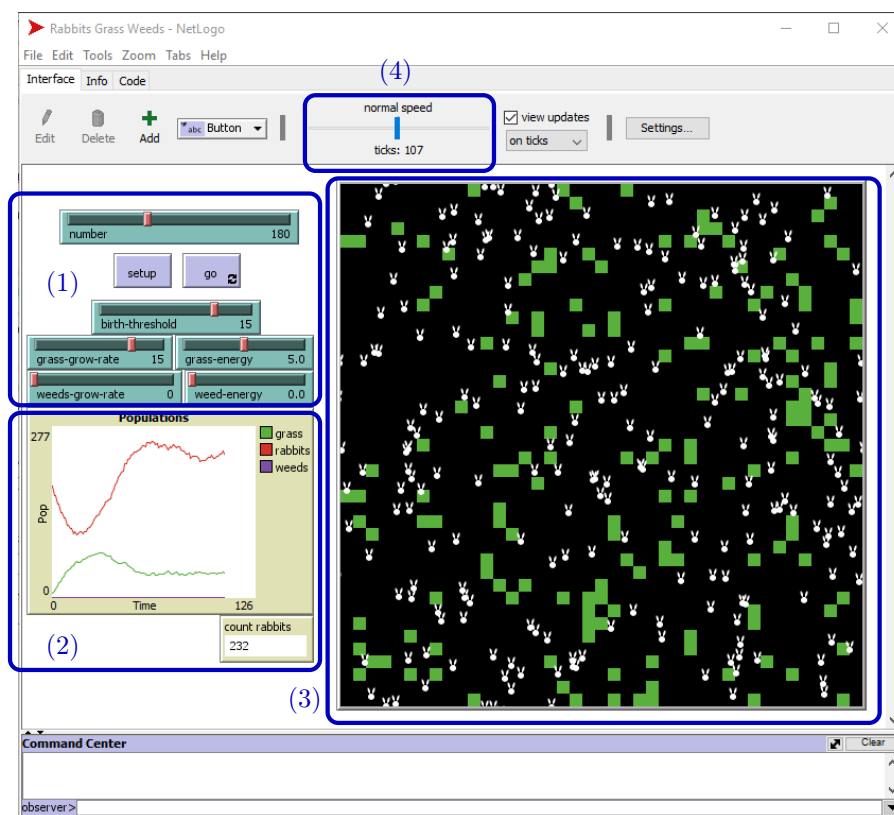 Rabbits Grass Weeds - NetLogo
File Edit Tools Zoom Tabs Help
Interface Info Code
(4)
Edit Delete Add abc Button
normal speed
ticks: 107
view updates
on ticks
Settings...
number 180
setup go
(1)
birth-threshold 15
grass-grow-rate 15 grass-energy 5.0
weeds-grow-rate 0 weed-energy 0.0
Populations
277
Pop
0
0 Time 126
grass
rabbits
weeds
count rabbits
232
(2)
(3)
Command Center Clear
observer>